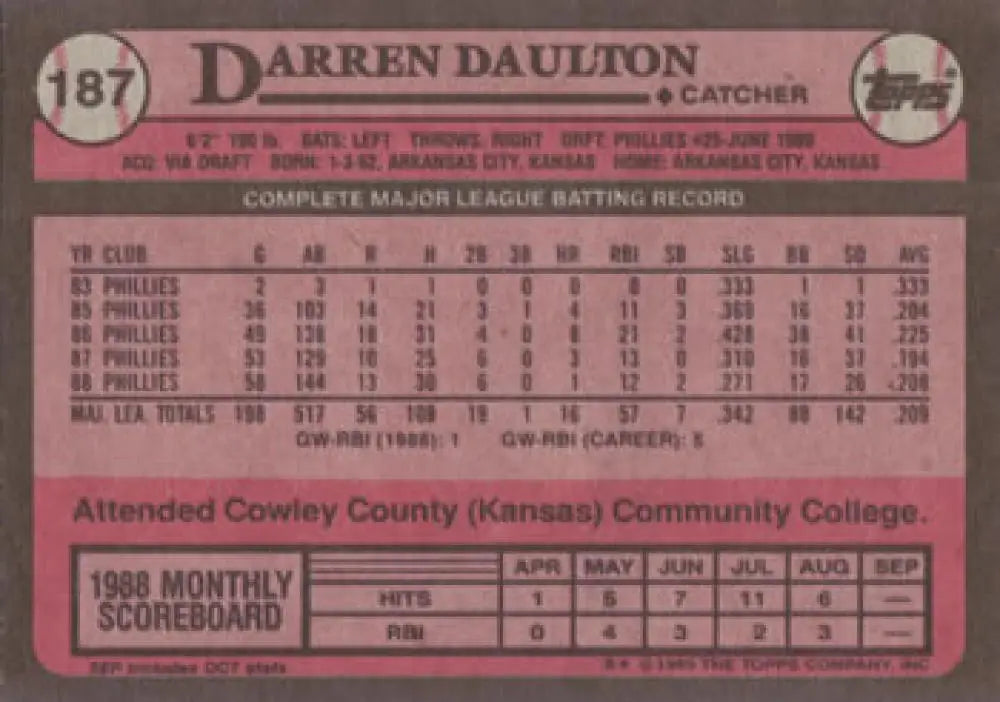 187
DARREN DAULTON
♦ CATCHER
TOPPS
6'2" 190 lb. BATS: LEFT THROWS: RIGHT DRFT: PHILLIES #25-JUNE 1980
ACQ: VIA DRAFT BORN: 1-3-62, ARKANSAS CITY, KANSAS HOME: ARKANSAS CITY, KANSAS
COMPLETE MAJOR LEAGUE BATTING RECORD
YR CLUB G AB R H 2B 3B HR RBI SB SLG BB SO AVG
83 PHILLIES 2 3 1 1 0 0 0 0 0 .333 1 1 .333
85 PHILLIES 36 103 14 21 3 1 4 11 3 .369 16 37 .204
86 PHILLIES 49 138 18 31 4 0 8 21 2 .428 38 41 .225
87 PHILLIES 53 129 10 25 6 0 3 13 0 .310 16 37 .194
88 PHILLIES 58 144 13 30 6 0 1 12 2 .271 17 26 .208
MAJ. LEA. TOTALS 198 517 56 108 19 1 16 57 7 .342 88 142 .209
GW-RBI (1988): 1 GW-RBI (CAREER): 5
Attended Cowley County (Kansas) Community College.
1988 MONTHLY SCOREBOARD
APR MAY JUN JUL AUG SEP
HITS 1 5 7 11 6 —
RBI 0 4 3 2 3 —
SEP includes OCT stats
B* © 1989 THE TOPPS COMPANY, INC.